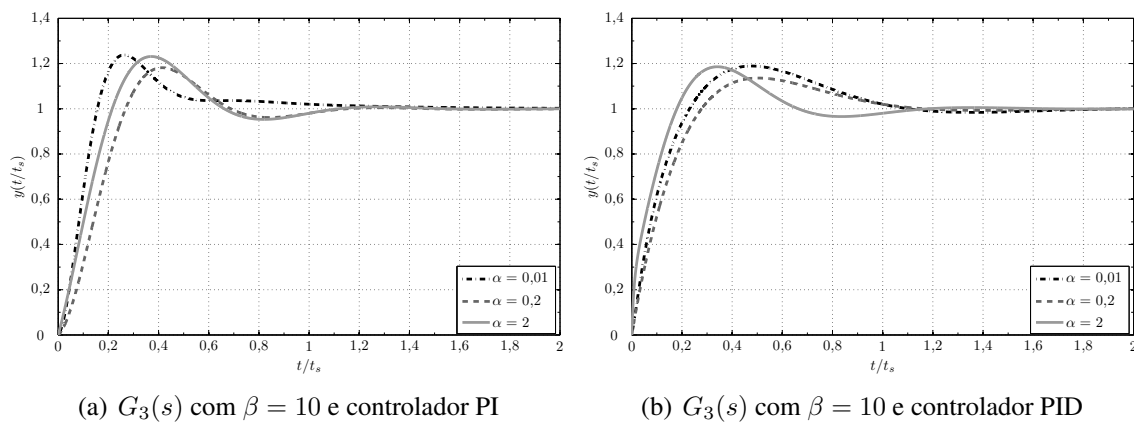 1,4
1,2
1
0,8
0,6
0,4
0,2
0
y(t/t_s)
0 0,2 0,4 0,6 0,8 1 1,2 1,4 1,6 1,8 2
t/t_s
α = 0,01
α = 0,2
α = 2
(a) G_3(s) com β = 10 e controlador PI
1,4
1,2
1
0,8
0,6
0,4
0,2
0
y(t/t_s)
0 0,2 0,4 0,6 0,8 1 1,2 1,4 1,6 1,8 2
t/t_s
α = 0,01
α = 0,2
α = 2
(b) G_3(s) com β = 10 e controlador PID